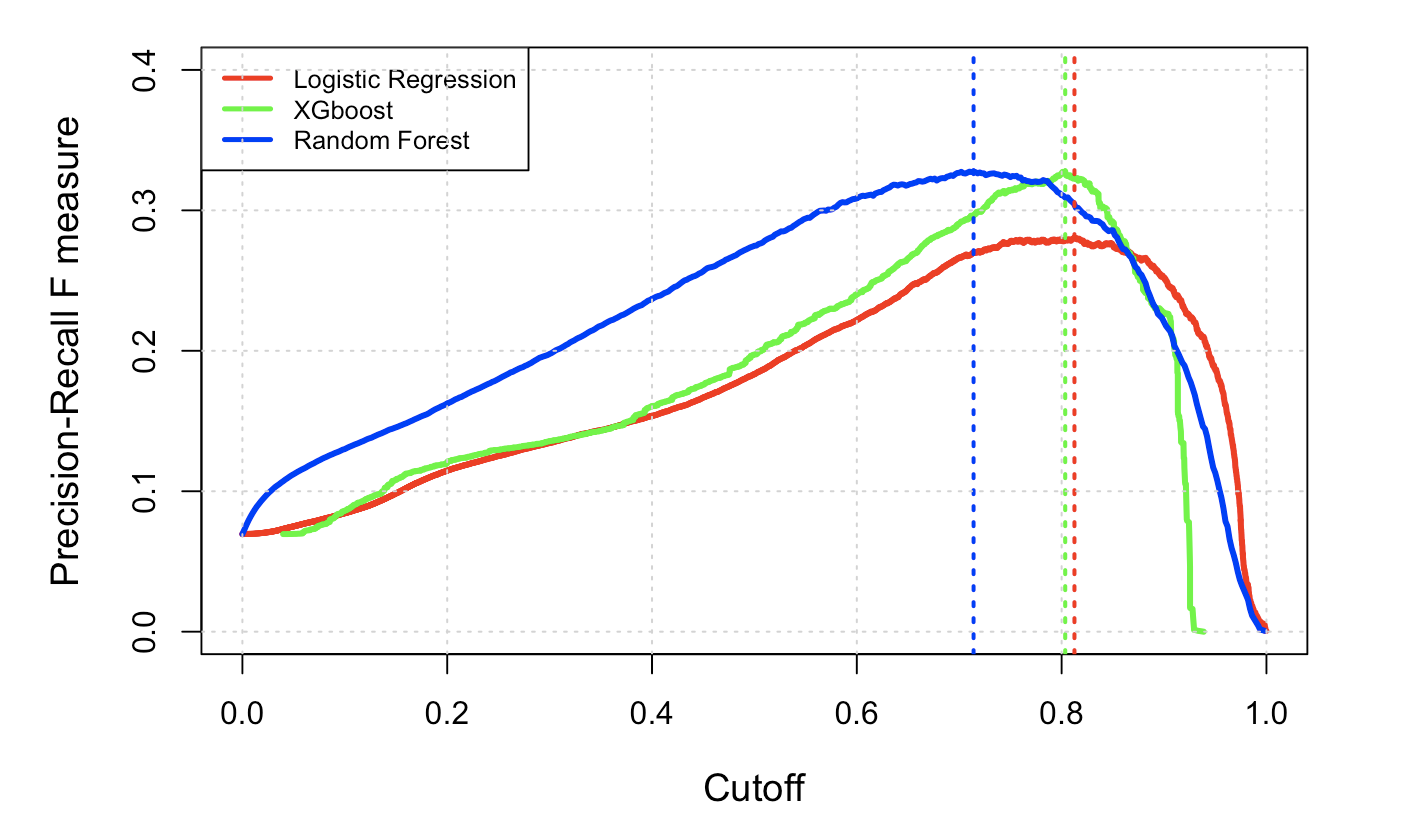 Logistic Regression
XGboost
Random Forest
Precision-Recall F measure
0.4
0.3
0.2
0.1
0.0
0.0 0.2 0.4 0.6 0.8 1.0
Cutoff